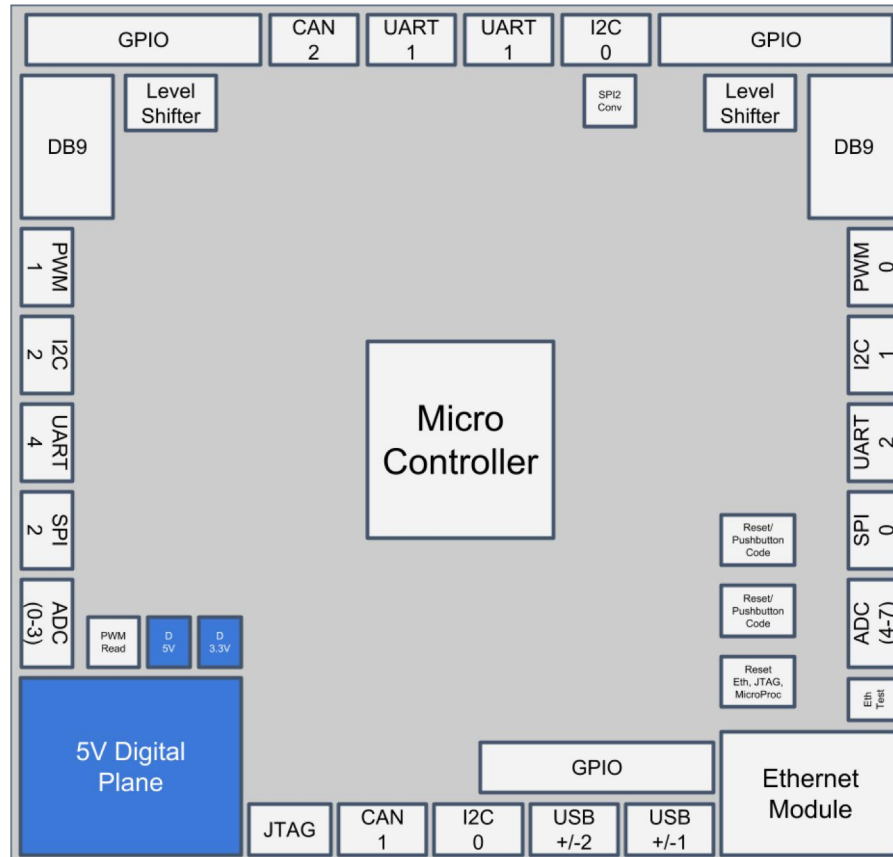 GPIO
CAN
2
UART
1
UART
1
I2C
0
GPIO
DB9
Level
Shifter
SPI2
Conv
Level
Shifter
DB9
PWM
1
PWM
0
I2C
2
I2C
1
Micro
Controller
UART
4
UART
2
SPI
2
SPI
0
Reset/
Pushbutton
Code
ADC
(0-3)
PWM
Read
D
5V
D
3.3V
Reset/
Pushbutton
Code
ADC
(4-7)
Reset
Eth, JTAG,
MicroProc
Eth
Test
5V Digital
Plane
GPIO
Ethernet
Module
JTAG
CAN
1
I2C
0
USB
+/-2
USB
+/-1